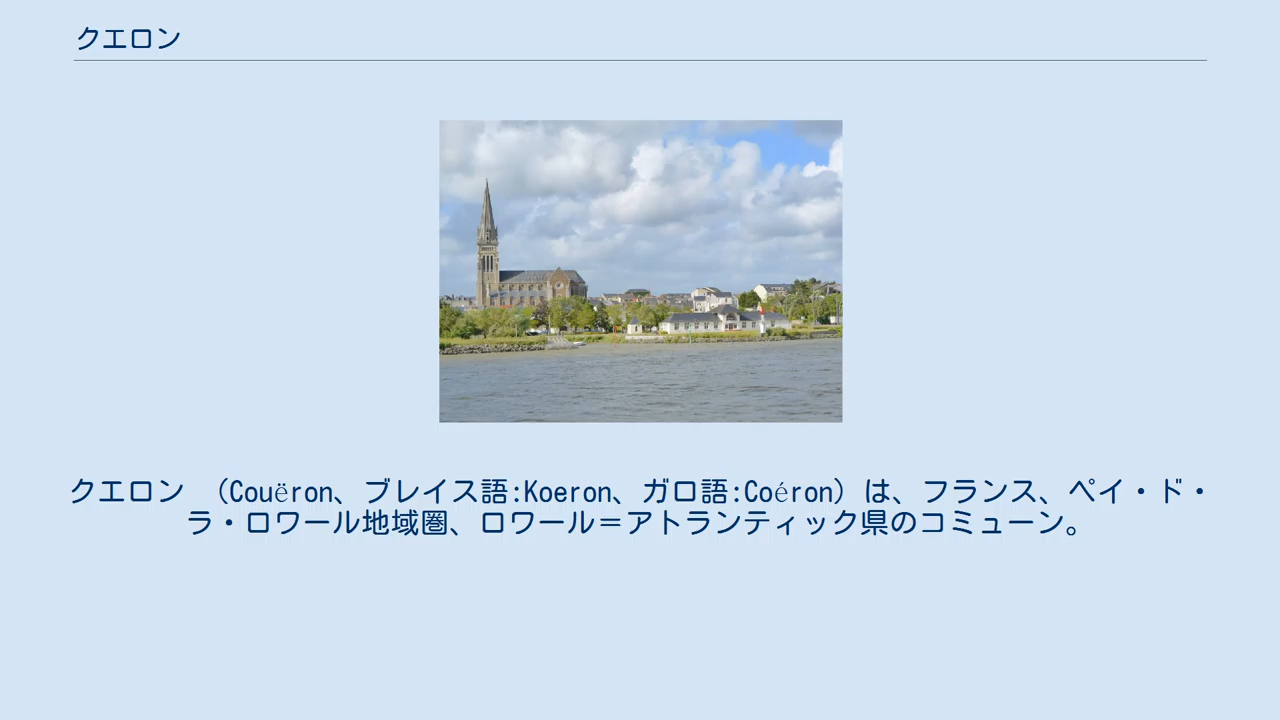 クエロン
クエロン （Couëron、ブレイス語:Koeron、ガロ語:Coéron）は、フランス、ペイ・ド・
ラ・ロワール地域圏、ロワール＝アトランティック県のコミューン。